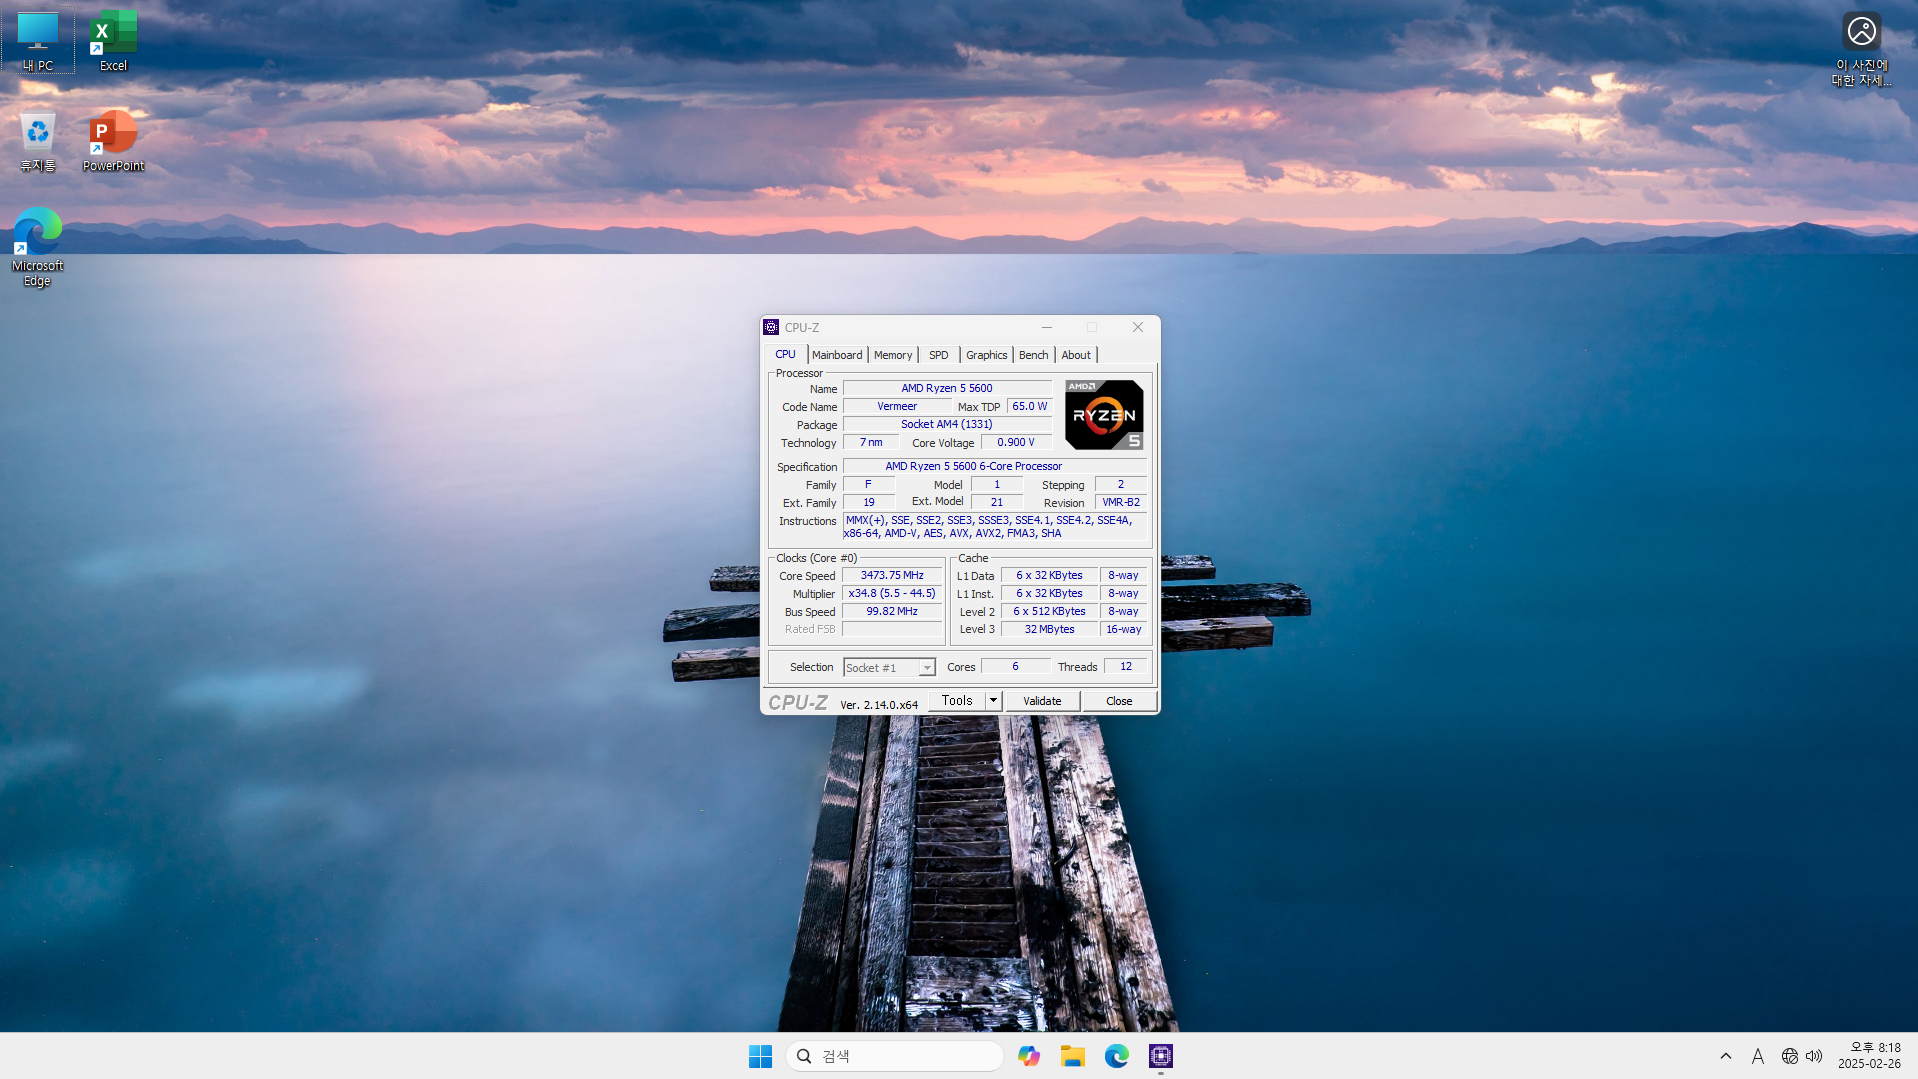 내 PC
Excel
이 사진에
대한 자세...
휴지통
PowerPoint
Microsoft
Edge
CPU-Z
CPU Mainboard Memory SPD Graphics Bench About
Processor
Name AMD Ryzen 5 5600
Code Name Vermeer Max TDP 65.0 W
Package Socket AM4 (1331)
Technology 7 nm Core Voltage 0.900 V
AMD
RYZEN
5
Specification AMD Ryzen 5 5600 6-Core Processor
Family F Model 1 Stepping 2
Ext. Family 19 Ext. Model 21 Revision VMR-B2
Instructions MMX(+), SSE, SSE2, SSE3, SSSE3, SSE4.1, SSE4.2, SSE4A,
x86-64, AMD-V, AES, AVX, AVX2, FMA3, SHA
Clocks (Core #0)
Core Speed 3473.75 MHz
Multiplier x34.8 (5.5 - 44.5)
Bus Speed 99.82 MHz
Rated FSB
Cache
L1 Data 6 x 32 KBytes 8-way
L1 Inst. 6 x 32 KBytes 8-way
Level 2 6 x 512 KBytes 8-way
Level 3 32 MBytes 16-way
Selection Socket #1 Cores 6 Threads 12
CPU-Z Ver. 2.14.0.x64 Tools Validate Close
검색
A
오후 8:18
2025-02-26